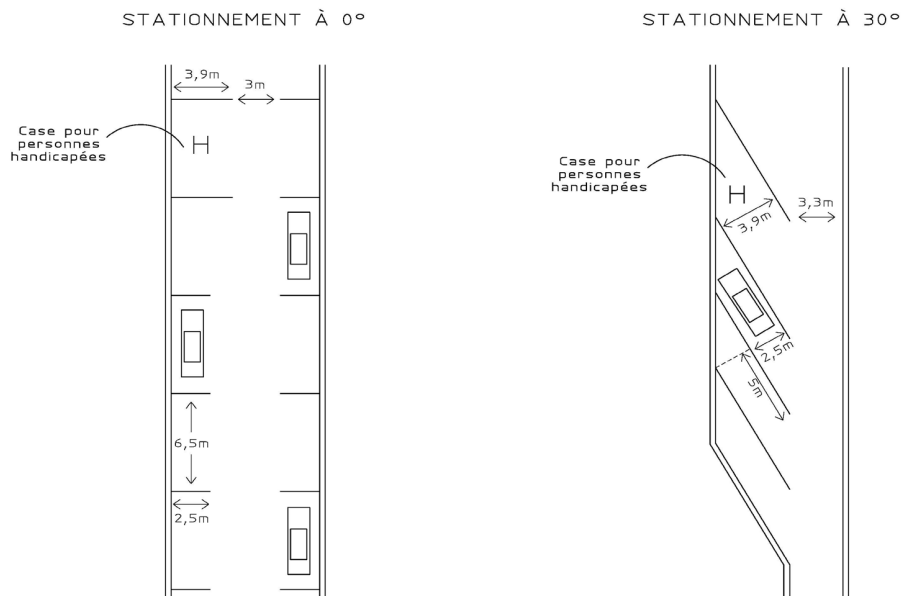 STATIONNEMENT À 0°
3,9m
3m
Case pour
personnes
handicapées
H
6,5m
2,5m
STATIONNEMENT À 30°
Case pour
personnes
handicapées
H
3,9m
3,3m
2,5m
5m